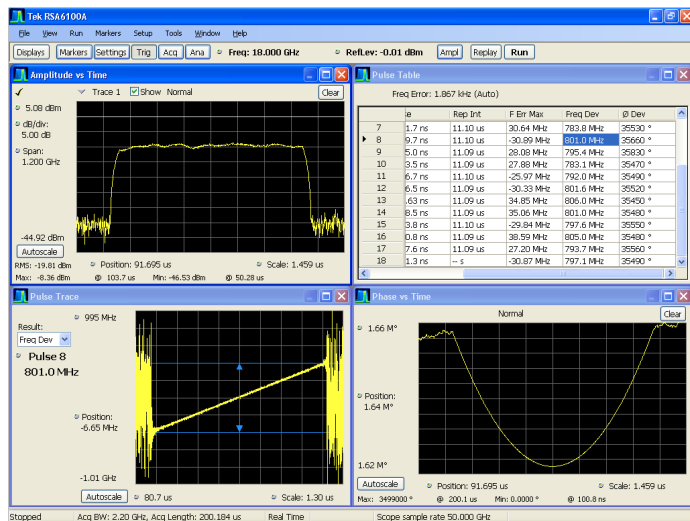 Tek RSA6100A
File View Run Markers Setup Tools Window Help
Displays Markers Settings Trig Acq Ana Freq: 18.000 GHz RefLev: -0.01 dBm Ampl Replay Run
Amplitude vs Time
Trace 1 Show Normal Clear
5.08 dBm
dB/div:
5.00 dB
Span:
1.200 GHz
-44.92 dBm
Autoscale Position: 91.695 us Scale: 1.459 us
RMS: -19.81 dBm
Max: -8.36 dBm @ 103.7 us Min: -46.53 dBm @ 50.28 us
Pulse Table
Freq Error: 1.867 kHz (Auto)
Rep Int F Err Max Freq Dev Ø Dev
7 1.7 ns 11.10 us 30.64 MHz 783.8 MHz 35530 °
8 9.7 ns 11.10 us -30.89 MHz 801.0 MHz 35660 °
9 5.0 ns 11.09 us 28.08 MHz 795.4 MHz 35830 °
10 3.5 ns 11.10 us 27.88 MHz 783.1 MHz 35470 °
11 6.7 ns 11.10 us -25.97 MHz 792.0 MHz 35490 °
12 6.5 ns 11.09 us -30.33 MHz 801.6 MHz 35520 °
13 .63 ns 11.09 us 34.85 MHz 806.0 MHz 35450 °
14 8.5 ns 11.09 us 35.06 MHz 801.0 MHz 35480 °
15 3.8 ns 11.10 us -29.84 MHz 797.6 MHz 35550 °
16 0.8 ns 11.09 us 38.59 MHz 805.0 MHz 35480 °
17 7.6 ns 11.09 us 27.20 MHz 793.7 MHz 35560 °
18 1.3 ns -- s -30.87 MHz 797.1 MHz 35490 °
Pulse Trace
995 MHz
Result:
Freq Dev
Pulse 8
801.0 MHz
Position:
-6.65 MHz
-1.01 GHz
Autoscale 80.7 us Scale: 1.30 us
Phase vs Time
Normal
Clear
1.66 M°
Position:
1.64 M°
1.62 M°
Autoscale Position: 91.695 us Scale: 1.459 us
Max: 3499000 ° @ 200.1 us Min: 0.0000 ° @ 100.8 ns
Stopped Acq BW: 2.20 GHz, Acq Length: 200.184 us Real Time Scope sample rate 50.000 GHz